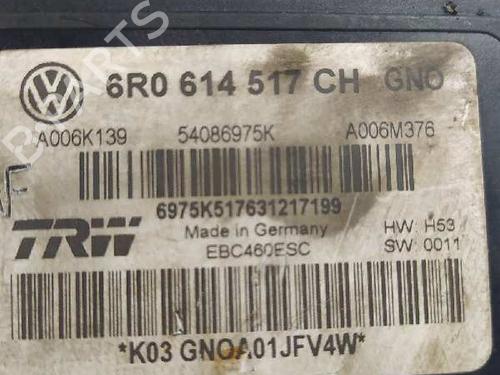 6R0 614 517 CH GNO
A006K139 54086975K A006M376
6975K517631217199
TRW
Made in Germany HW: H53
EBC460ESC SW: 0011
*K03 GNOA01JFV4W*